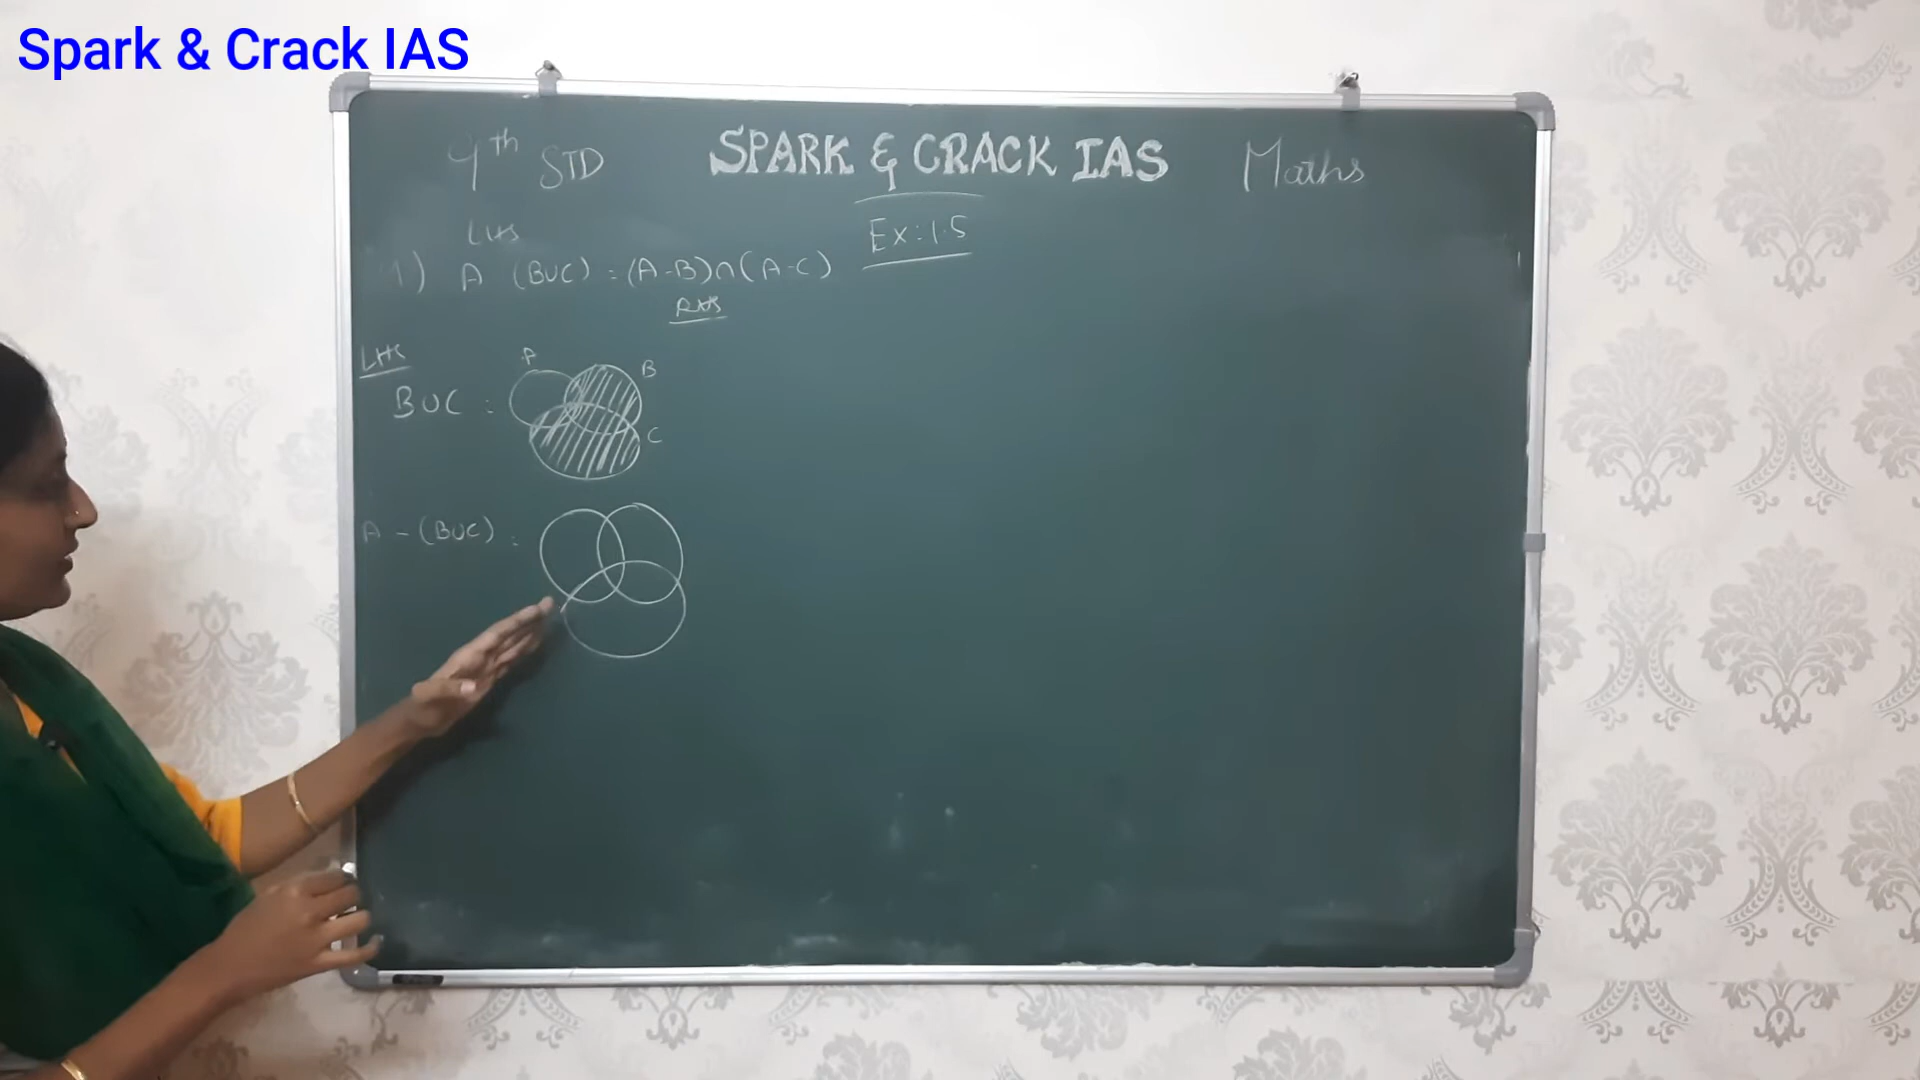 Spark & Crack IAS
9th STD SPARK & CRACK IAS Maths
Ex: 1.5
LHS
1) A (BUC) = (A-B)∩(A-C)
RHS
LHS
BUC =
A
B
C
A - (BUC) =